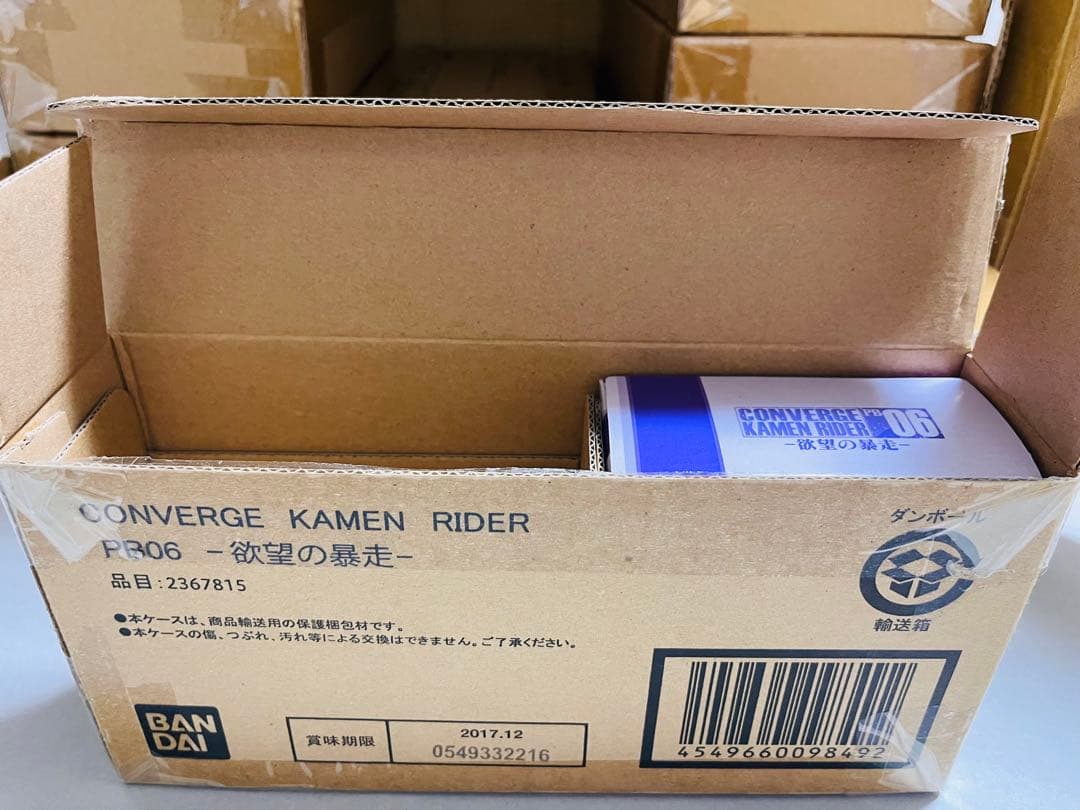 CONVERGE PB 06
KAMEN RIDER
-欲望の暴走-
CONVERGE KAMEN RIDER
PB06 -欲望の暴走-
品目:2367815
●本ケースは、商品輸送用の保護梱包材です。
●本ケースの傷、つぶれ、汚れ等による交換はできません。ご了承ください。
ダンボール
輸送箱
BAN
DAI
賞味期限
2017.12
0549332216
4549660098492